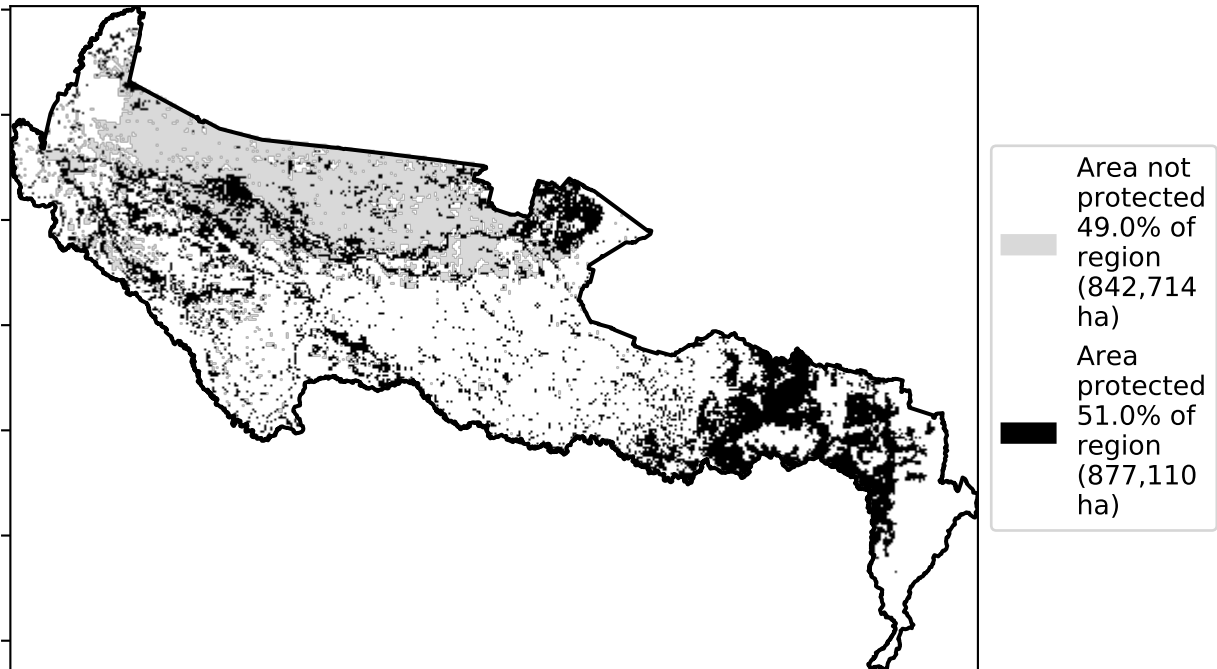 Area not
protected
49.0% of
region
(842,714
ha)
Area
protected
51.0% of
region
(877,110
ha)